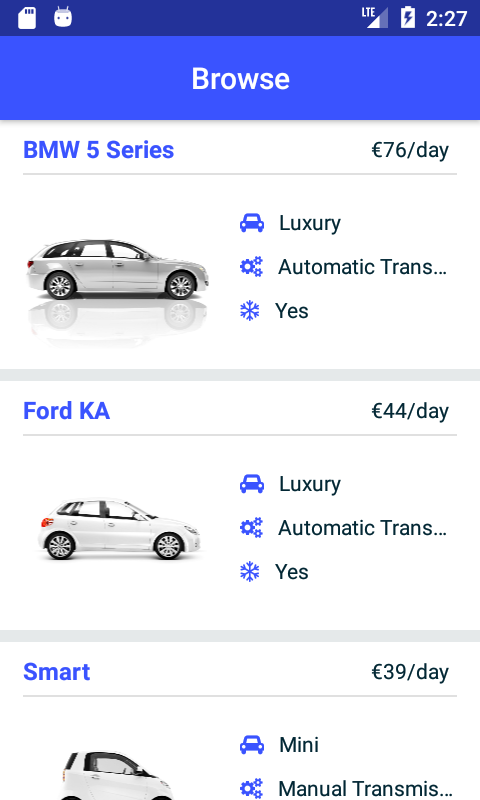 LTE 2:27
Browse
BMW 5 Series €76/day
Luxury
Automatic Trans...
Yes
Ford KA €44/day
Luxury
Automatic Trans...
Yes
Smart €39/day
Mini
Manual Transmis...